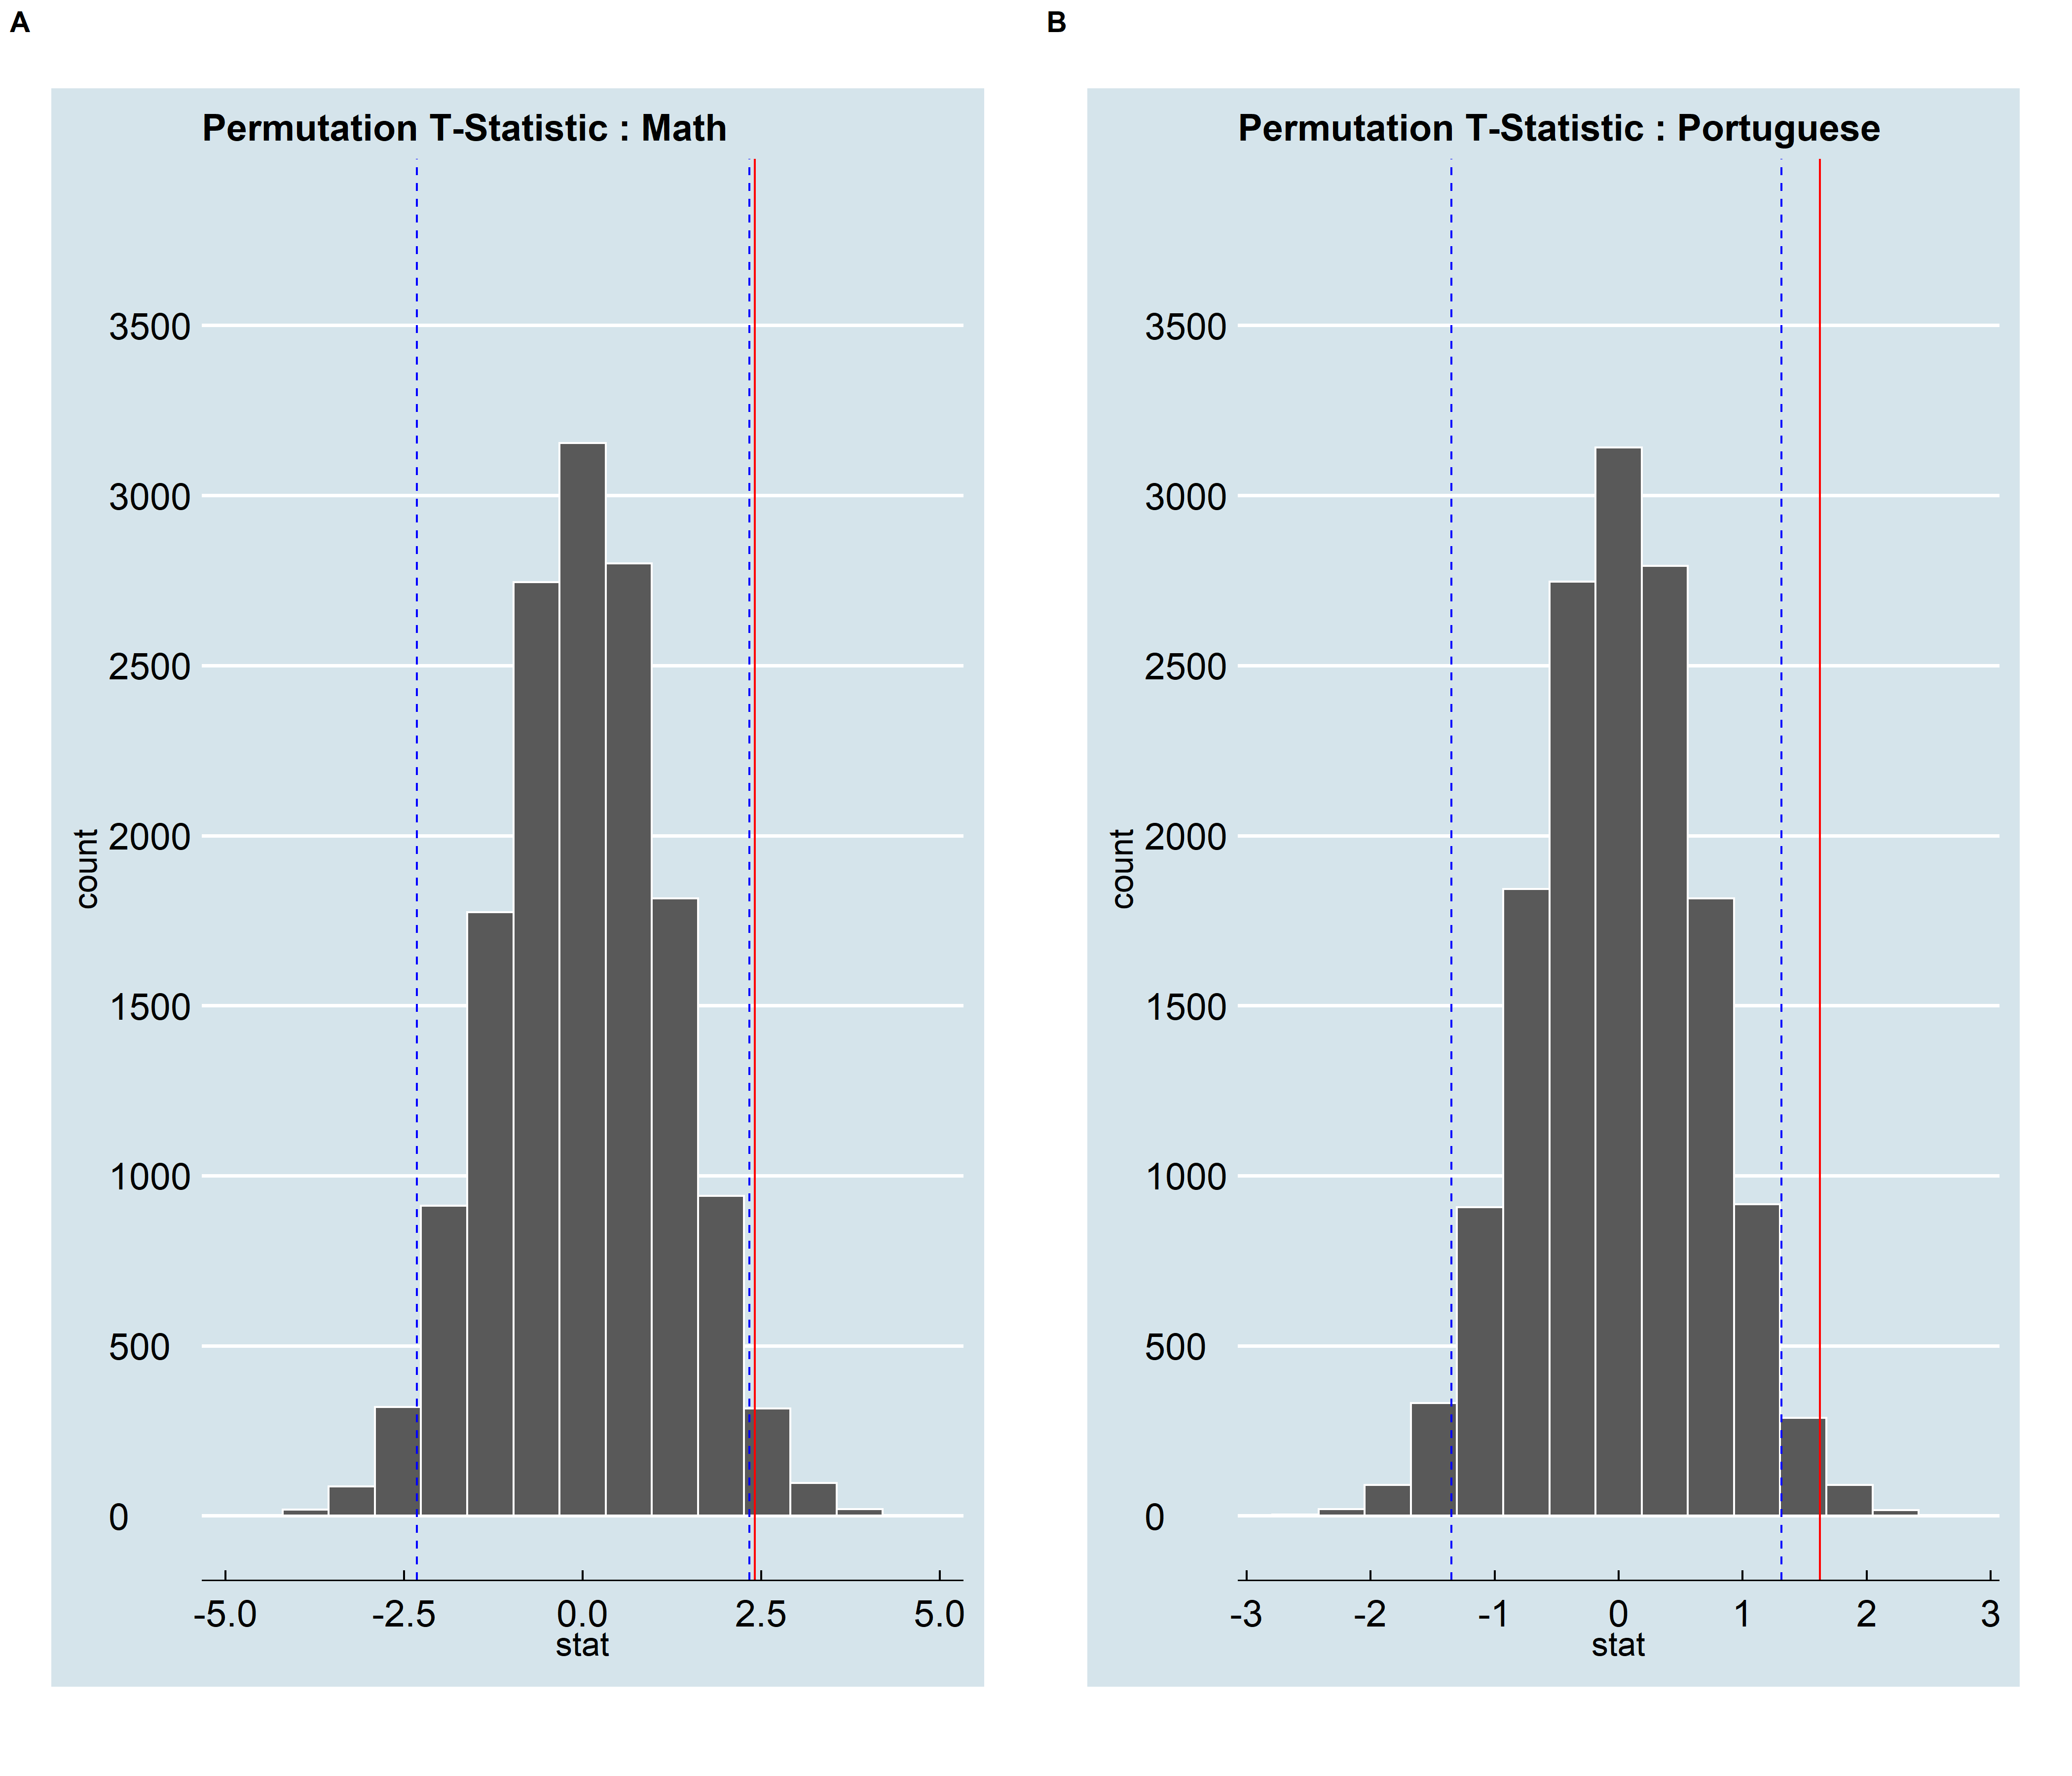 A
Permutation T-Statistic : Math
3500
3000
2500
2000
1500
1000
500
0
count
-5.0 -2.5 0.0 2.5 5.0
stat
B
Permutation T-Statistic : Portuguese
3500
3000
2500
2000
1500
1000
500
0
count
-3 -2 -1 0 1 2 3
stat